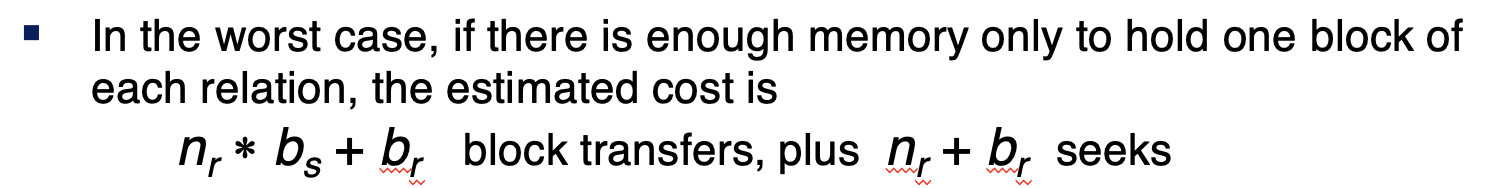 ▪ In the worst case, if there is enough memory only to hold one block of
each relation, the estimated cost is
nᵣ * bₛ + bᵣ block transfers, plus nᵣ + bᵣ seeks